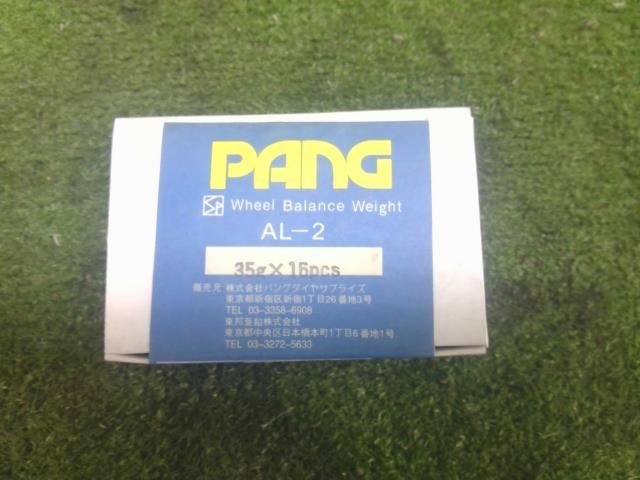 PANG
SP Wheel Balance Weight
AL-2
35g×16pcs
販売元 株式会社パングダイヤサプライズ
東京都新宿区新宿1丁目26番地3号
TEL 03-3358-6908
東邦亜鉛株式会社
東京都中央区日本橋本町1丁目6番地1号
TEL 03-3272-5633